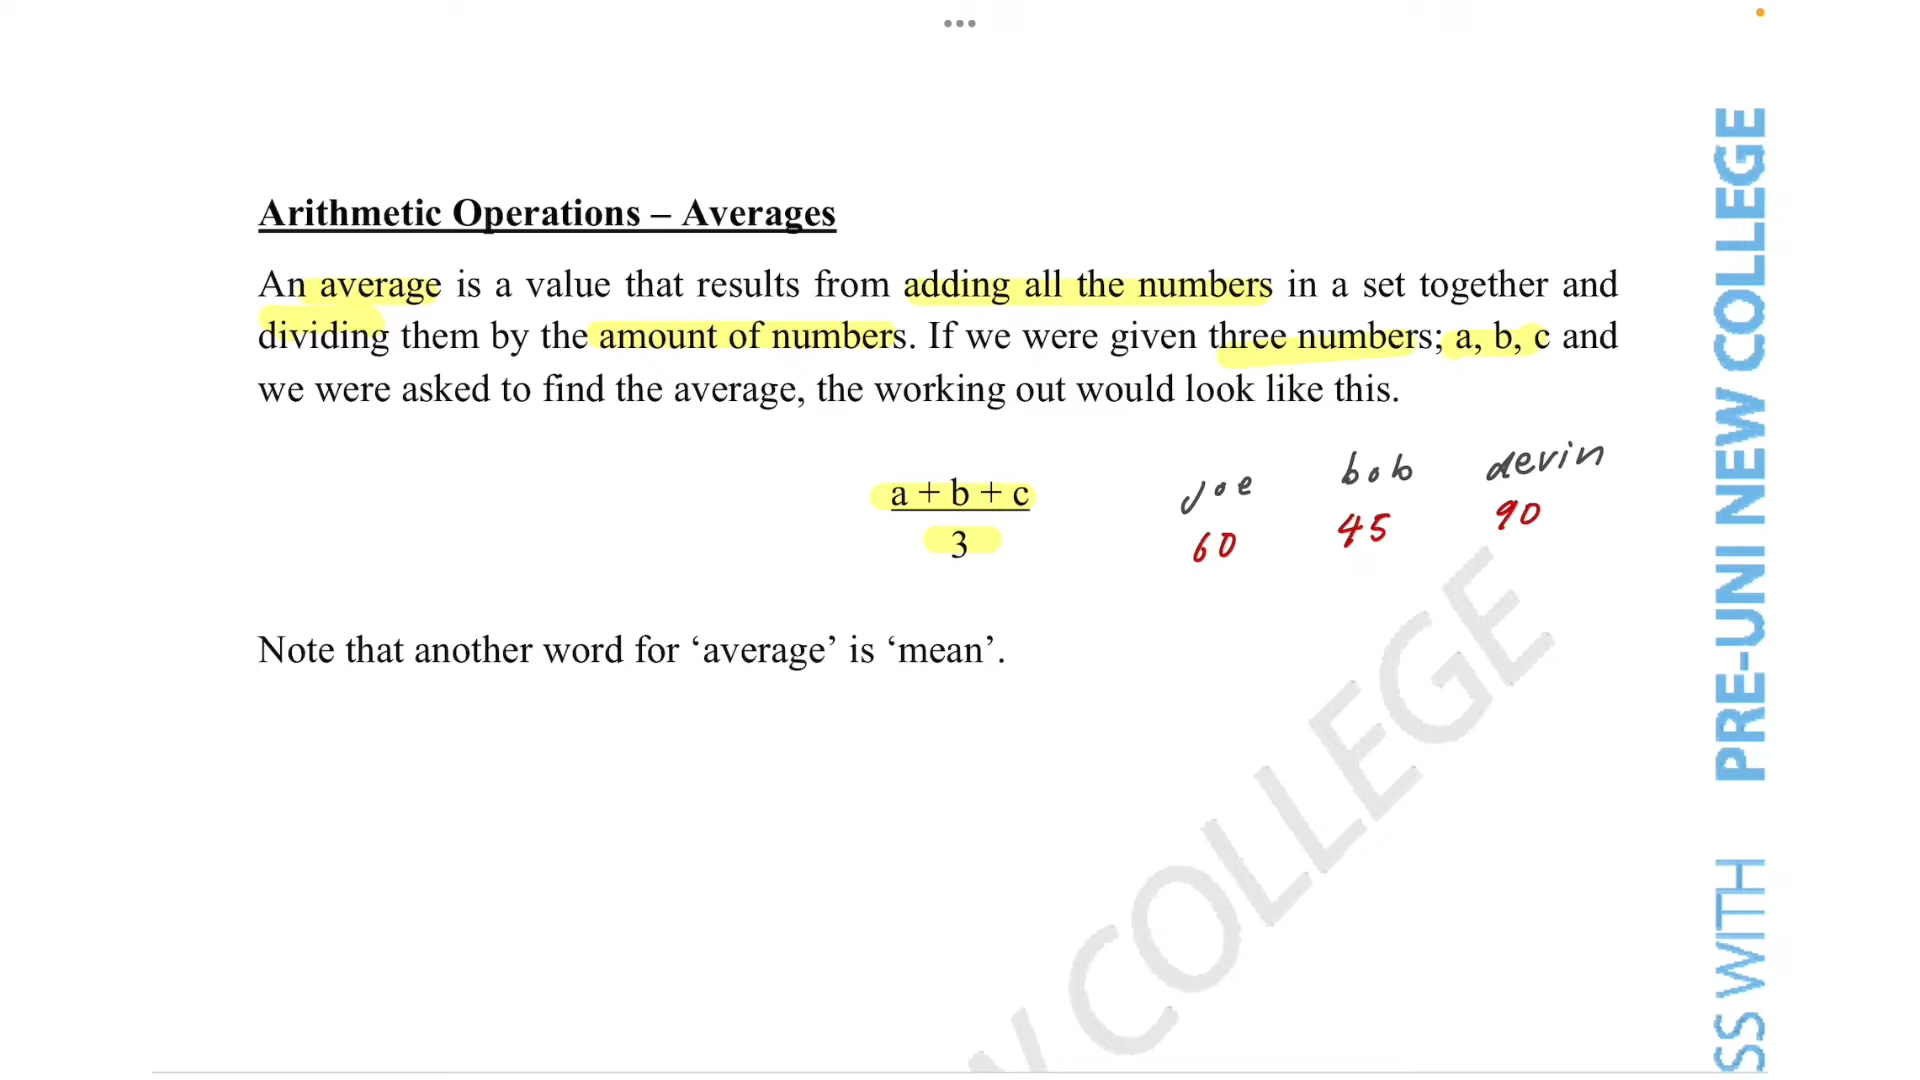 Arithmetic Operations – Averages
An average is a value that results from adding all the numbers in a set together and
dividing them by the amount of numbers. If we were given three numbers; a, b, c and
we were asked to find the average, the working out would look like this.
a + b + c
3
Joe bob devin
60 45 90
Note that another word for ‘average’ is ‘mean’.
W COLLEGE
SS WITH PRE-UNI NEW COLLEGE